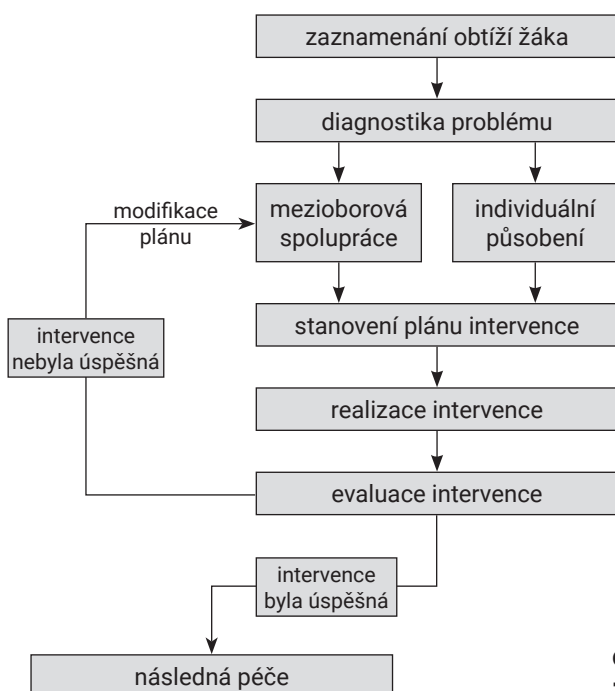 zaznamenání obtíží žáka
diagnostika problému
mezioborová
spolupráce
individuální
působení
modifikace
plánu
stanovení plánu intervence
intervence
nebyla úspěšná
realizace intervence
evaluace intervence
intervence
byla úspěšná
následná péče